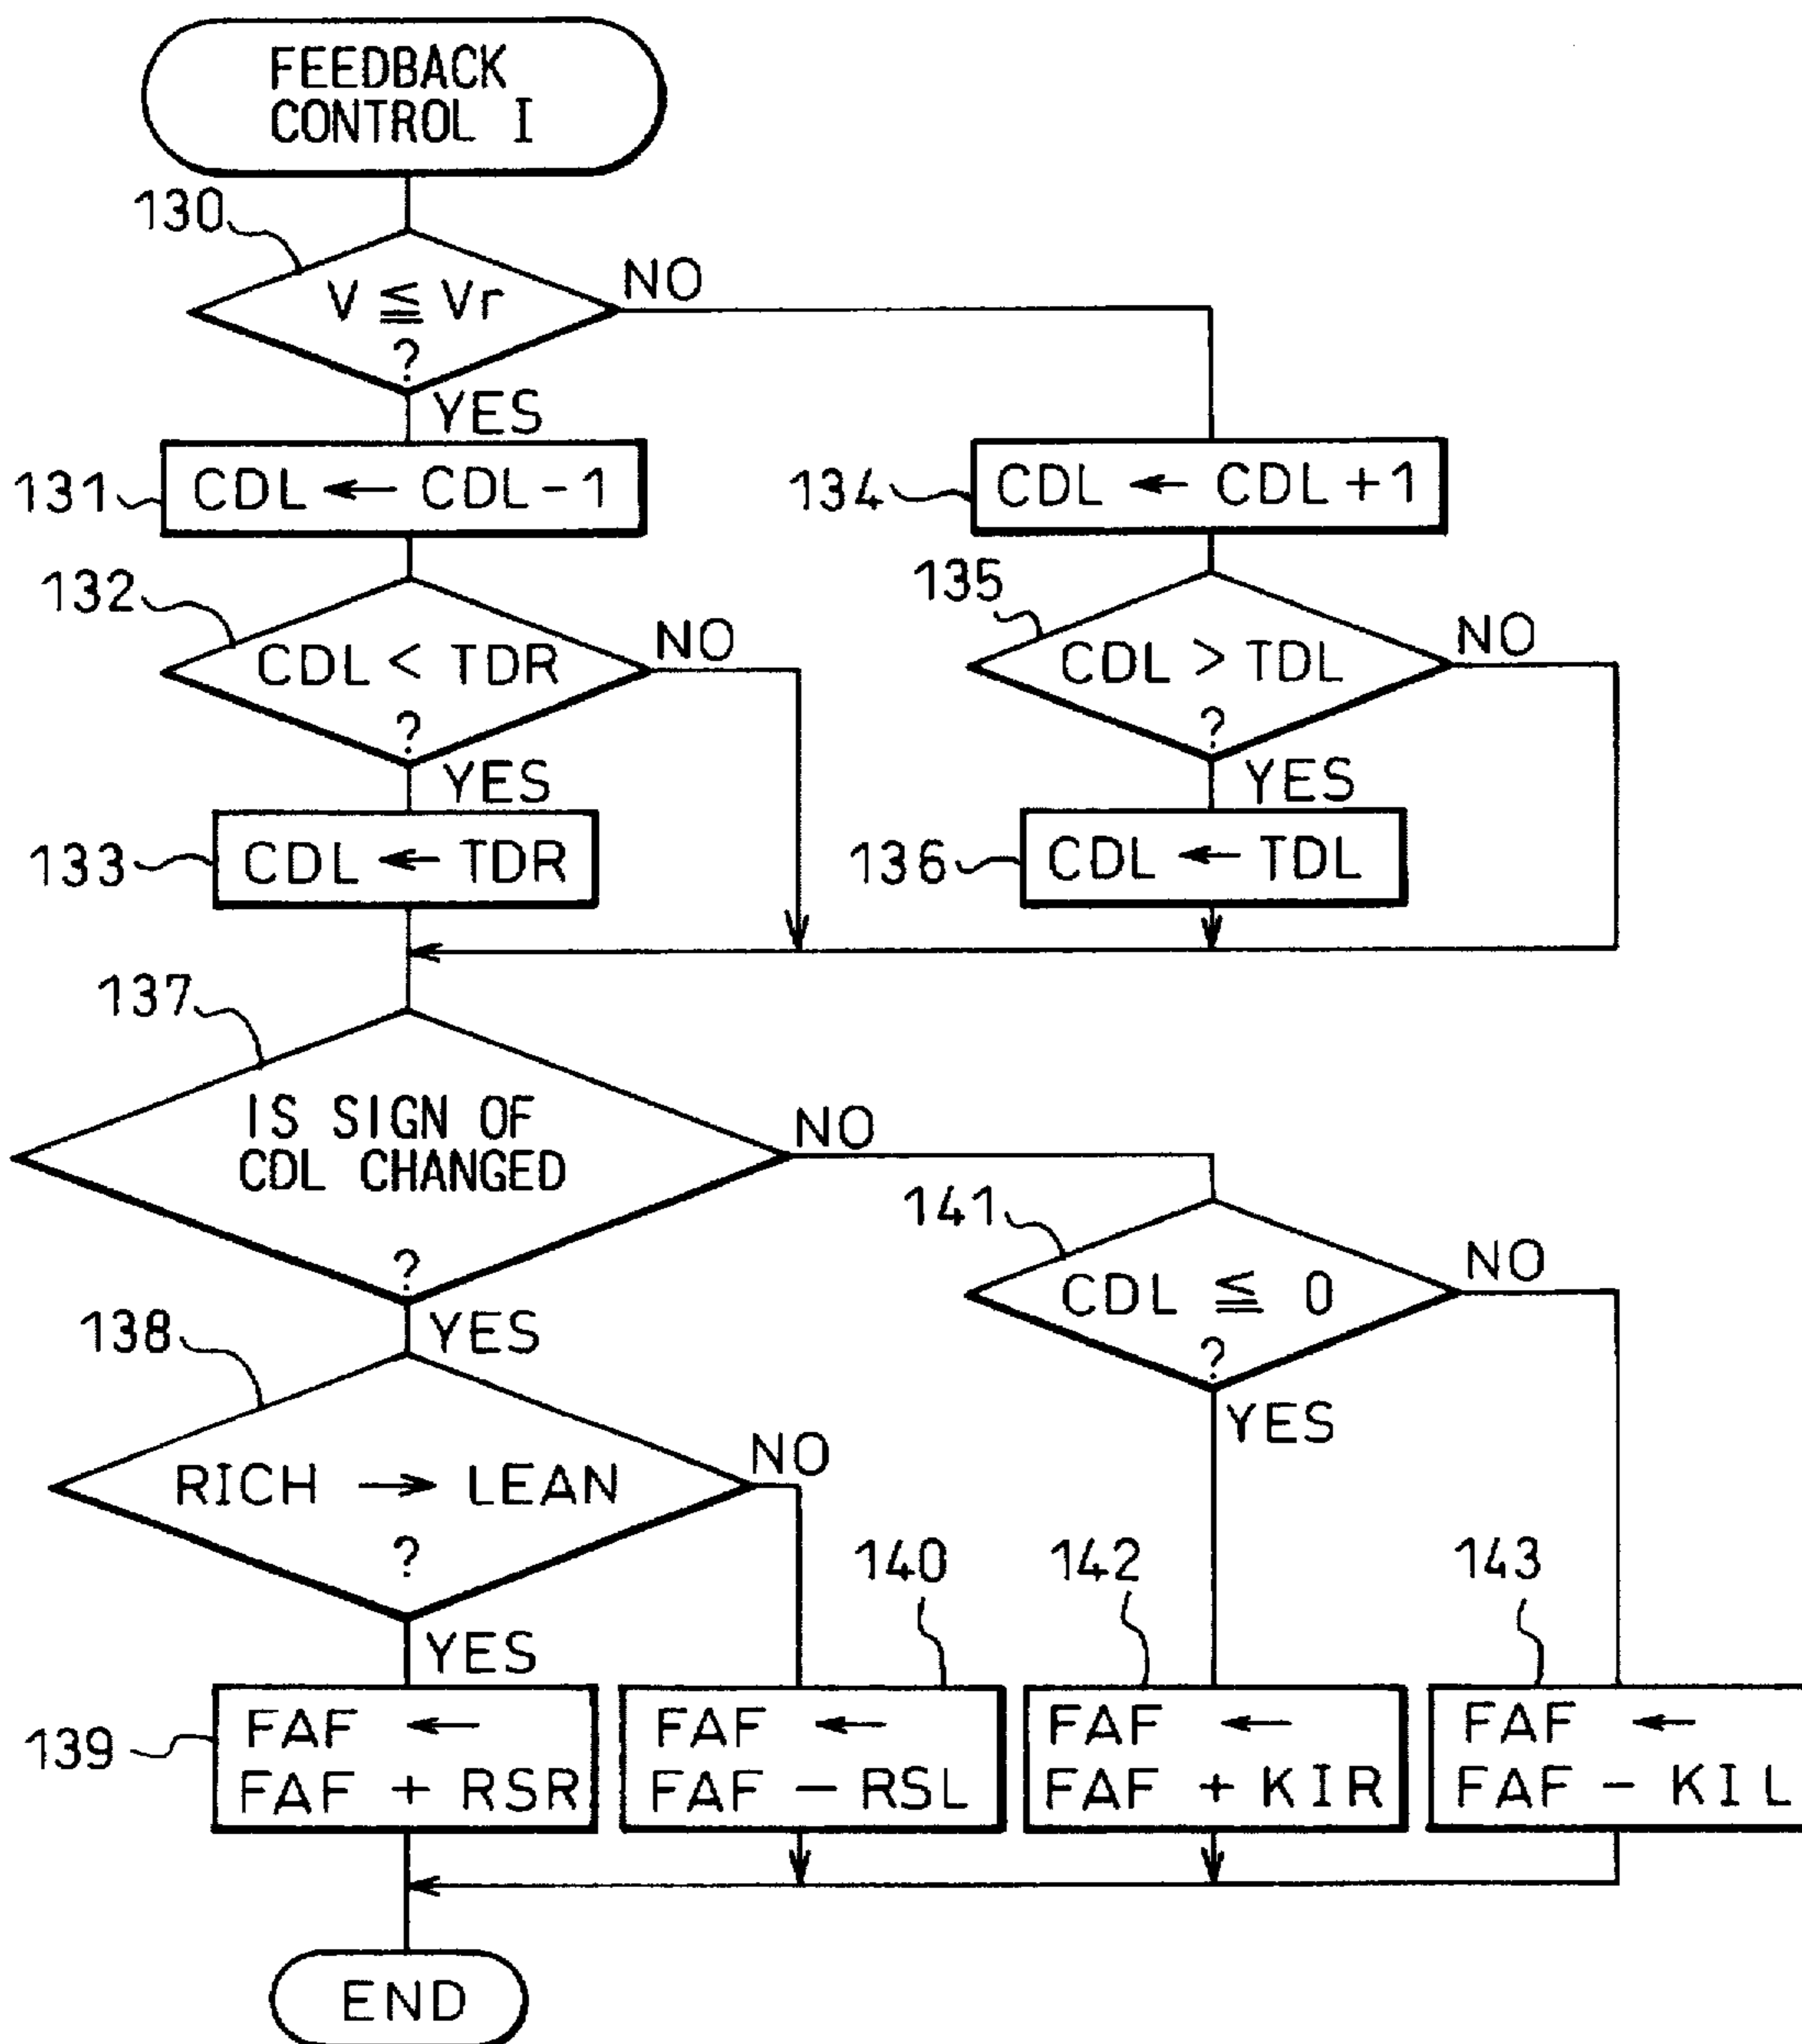 FEEDBACK
CONTROL I
130
V ≦ Vr
?
NO
YES
131
CDL ← CDL-1
134
CDL ← CDL+1
132
CDL < TDR
?
NO
YES
135
CDL > TDL
?
NO
YES
133
CDL ← TDR
136
CDL ← TDL
137
IS SIGN OF
CDL CHANGED
?
NO
YES
141
CDL ≦ 0
?
NO
YES
138
RICH → LEAN
?
NO
YES
139
FAF ←
FAF + RSR
140
FAF ←
FAF - RSL
142
FAF ←
FAF + KIR
143
FAF ←
FAF - KIL
END